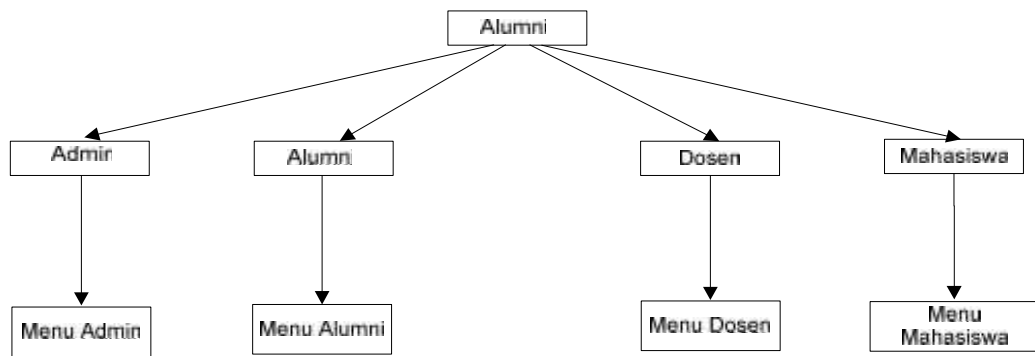 Alumni
Admin
Alumni
Dosen
Mahasiswa
Menu Admin
Menu Alumni
Menu Dosen
Menu
Mahasiswa